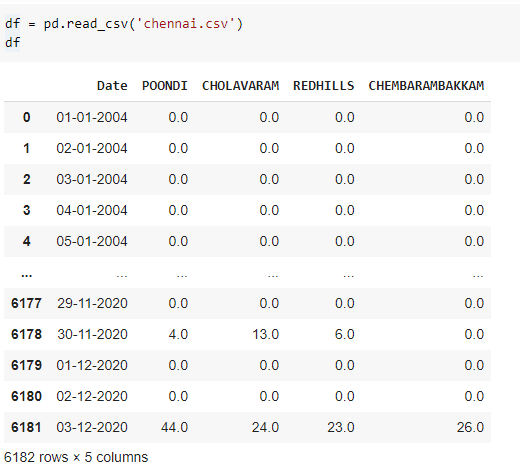 df = pd.read_csv('chennai.csv')
df
Date POONDI CHOLAVARAM REDHILLS CHEMBARAMBAKKAM
0 01-01-2004 0.0 0.0 0.0 0.0
1 02-01-2004 0.0 0.0 0.0 0.0
2 03-01-2004 0.0 0.0 0.0 0.0
3 04-01-2004 0.0 0.0 0.0 0.0
4 05-01-2004 0.0 0.0 0.0 0.0
... ... ... ... ... ...
6177 29-11-2020 0.0 0.0 0.0 0.0
6178 30-11-2020 4.0 13.0 6.0 0.0
6179 01-12-2020 0.0 0.0 0.0 0.0
6180 02-12-2020 0.0 0.0 0.0 0.0
6181 03-12-2020 44.0 24.0 23.0 26.0
6182 rows × 5 columns